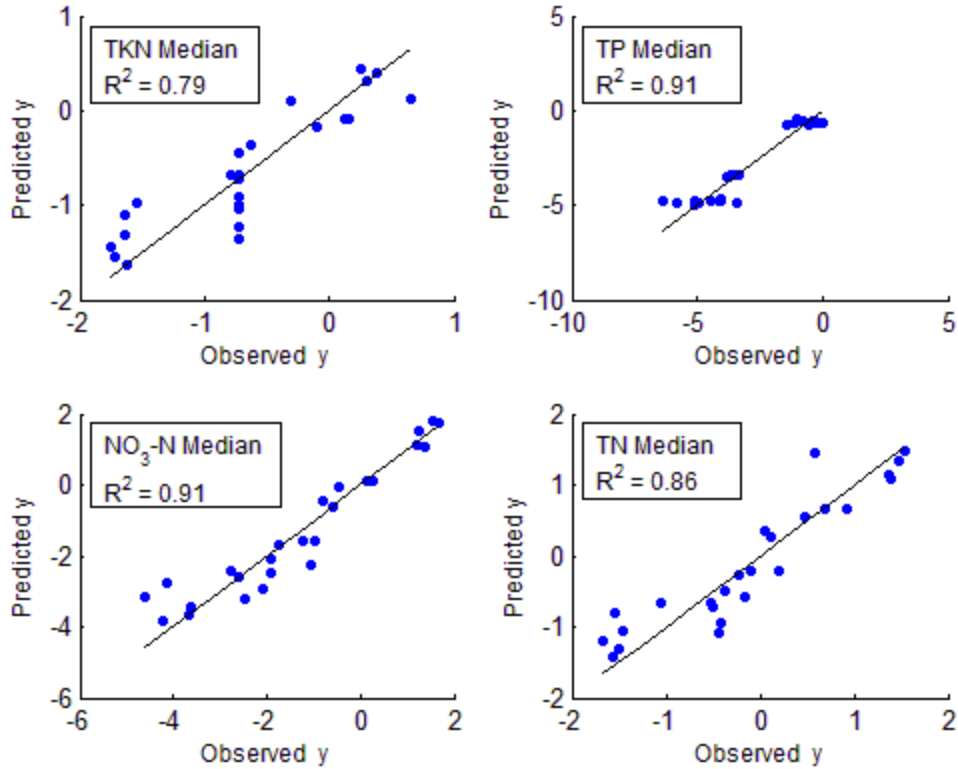 TKN Median
R² = 0.79
Predicted y
1
0
-1
-2
-2 -1 0 1
Observed y
TP Median
R² = 0.91
Predicted y
5
0
-5
-10
-10 -5 0 5
Observed y
NO₃-N Median
R² = 0.91
Predicted y
2
0
-2
-4
-6
-6 -4 -2 0 2
Observed y
TN Median
R² = 0.86
Predicted y
2
1
0
-1
-2
-2 -1 0 1 2
Observed y